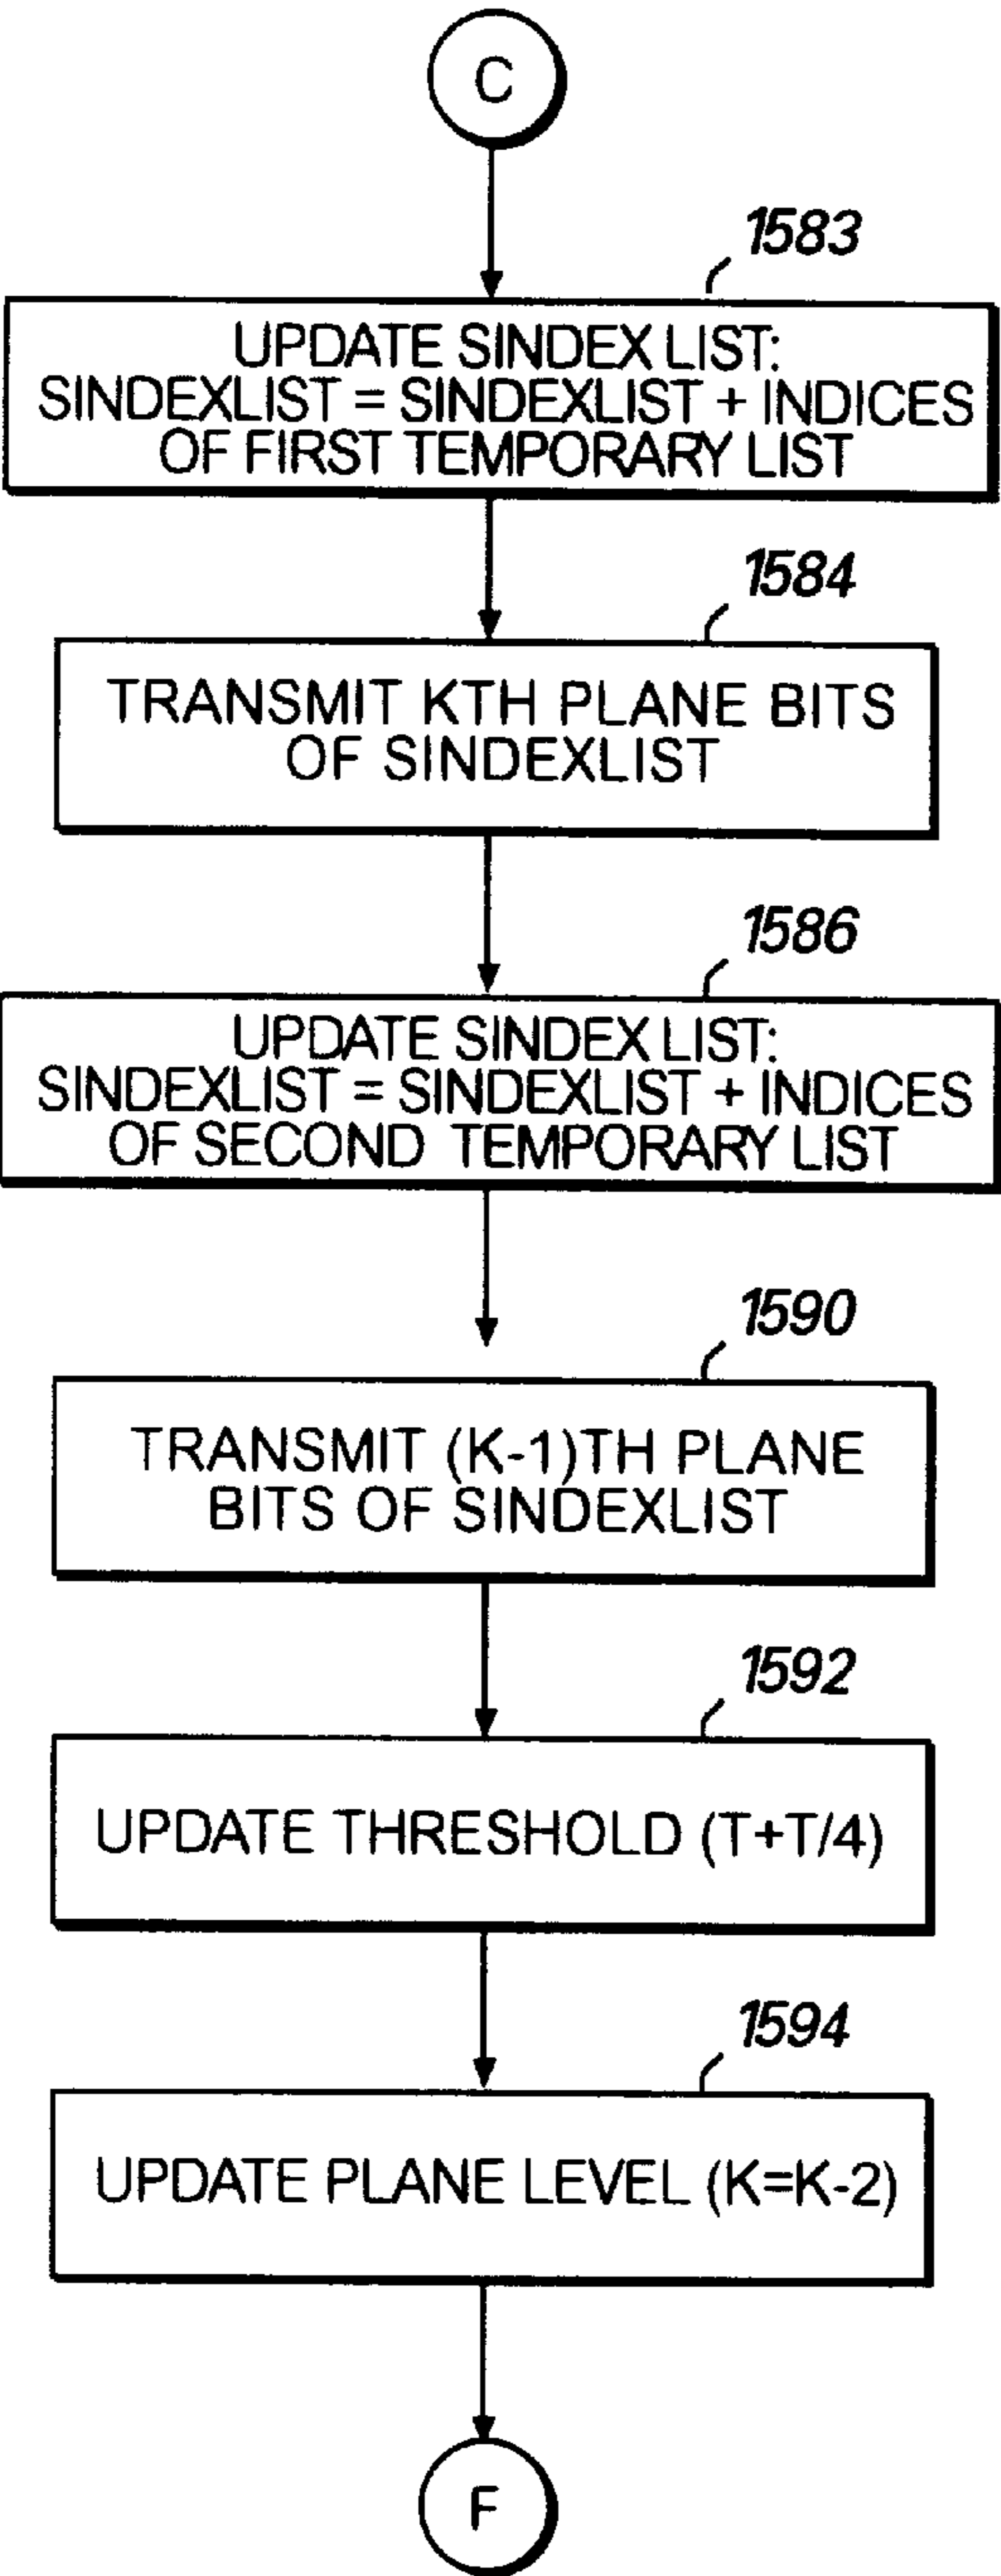 C
1583
UPDATE SINDEX LIST:
SINDEXLIST = SINDEXLIST + INDICES
OF FIRST TEMPORARY LIST
1584
TRANSMIT KTH PLANE BITS
OF SINDEXLIST
1586
UPDATE SINDEX LIST:
SINDEXLIST = SINDEXLIST + INDICES
OF SECOND TEMPORARY LIST
1590
TRANSMIT (K-1)TH PLANE
BITS OF SINDEXLIST
1592
UPDATE THRESHOLD (T+T/4)
1594
UPDATE PLANE LEVEL (K=K-2)
F